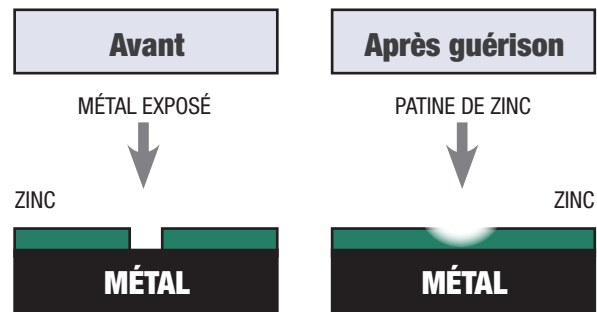 Avant
MÉTAL EXPOSÉ
ZINC
MÉTAL
Après guérison
PATINE DE ZINC
ZINC
MÉTAL